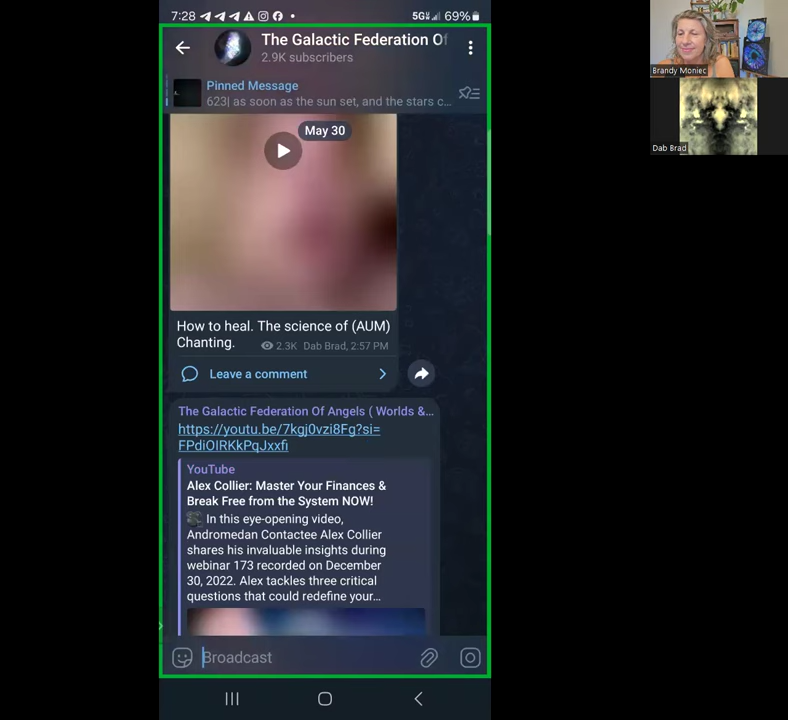 7:28
5G 69%
The Galactic Federation Of
2.9K subscribers
Pinned Message
623| as soon as the sun set, and the stars c...
May 30
How to heal. The science of (AUM)
Chanting. 2.3K Dab Brad, 2:57 PM
Leave a comment
The Galactic Federation Of Angels ( Worlds &...
https://youtu.be/7kgj0vzi8Fg?si=
FPdiOIRKkPqJxxfi
YouTube
Alex Collier: Master Your Finances &
Break Free from the System NOW!
In this eye-opening video,
Andromedan Contactee Alex Collier
shares his invaluable insights during
webinar 173 recorded on December
30, 2022. Alex tackles three critical
questions that could redefine your...
Broadcast
Brandy Moniec
Dab Brad